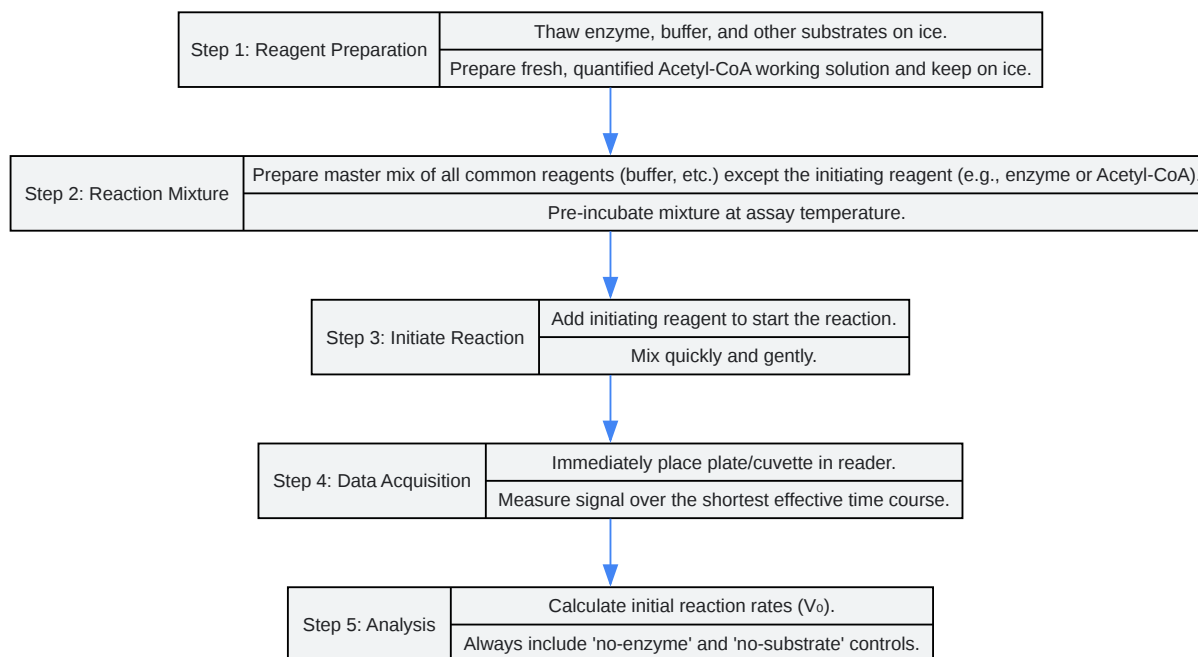 Step 1: Reagent Preparation
Thaw enzyme, buffer, and other substrates on ice.
Prepare fresh, quantified Acetyl-CoA working solution and keep on ice.
Step 2: Reaction Mixture
Prepare master mix of all common reagents (buffer, etc.) except the initiating reagent (e.g., enzyme or Acetyl-CoA).
Pre-incubate mixture at assay temperature.
Step 3: Initiate Reaction
Add initiating reagent to start the reaction.
Mix quickly and gently.
Step 4: Data Acquisition
Immediately place plate/cuvette in reader.
Measure signal over the shortest effective time course.
Step 5: Analysis
Calculate initial reaction rates (V₀).
Always include 'no-enzyme' and 'no-substrate' controls.